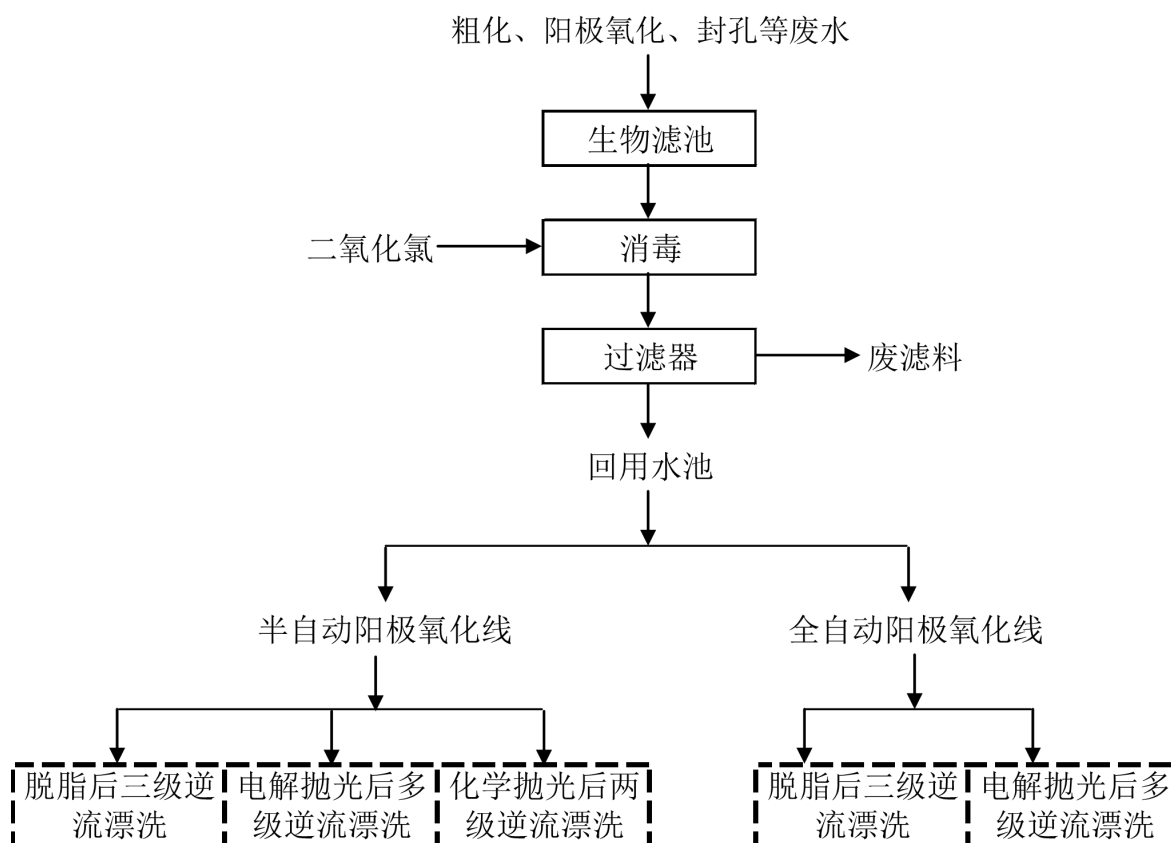 粗化、阳极氧化、封孔等废水
生物滤池
二氧化氯
消毒
过滤器
废滤料
回用水池
半自动阳极氧化线
全自动阳极氧化线
脱脂后三级逆
流漂洗
电解抛光后多
级逆流漂洗
化学抛光后两
级逆流漂洗
脱脂后三级逆
流漂洗
电解抛光后多
级逆流漂洗